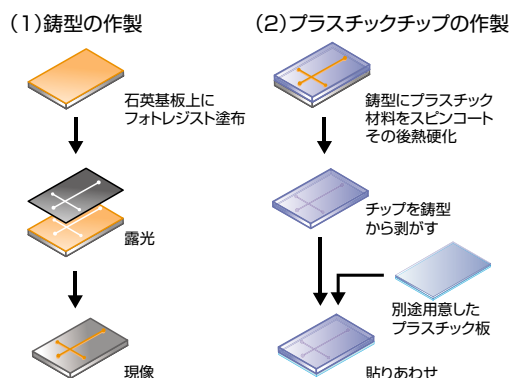 (1)鋳型の作製
石英基板上に
フォトレジスト塗布
露光
現像
(2)プラスチックチップの作製
鋳型にプラスチック
材料をスピンコート
その後熱硬化
チップを鋳型
から剥がす
別途用意した
プラスチック板
貼りあわせ